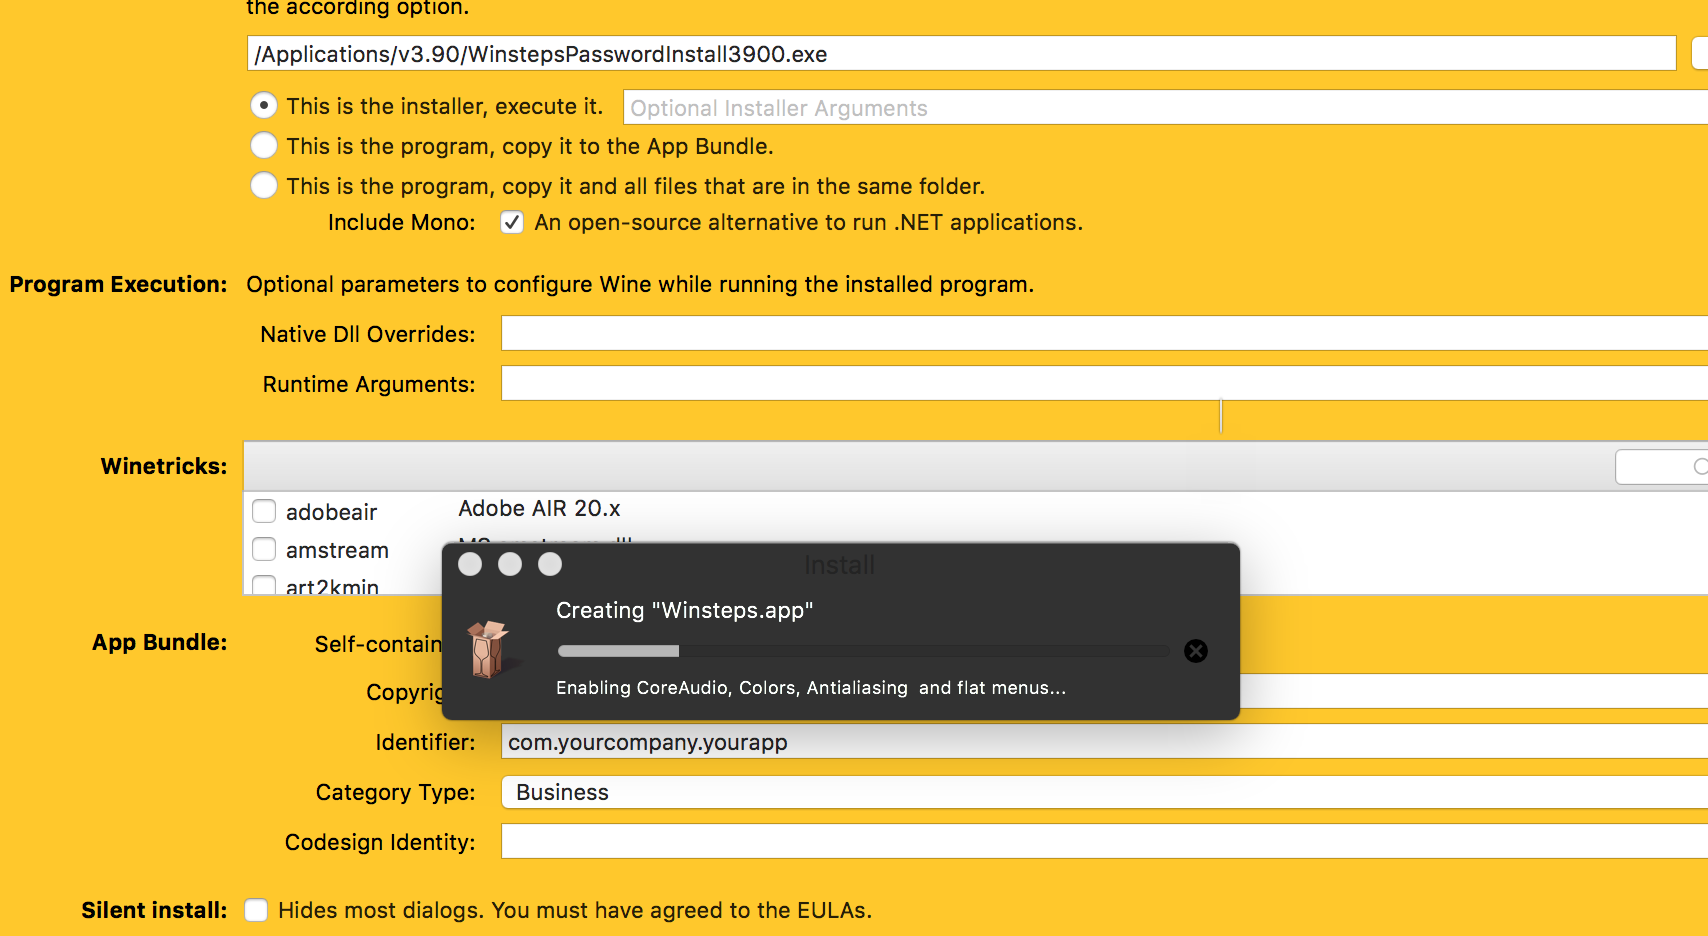 the according option.
/Applications/v3.90/WinstepsPasswordInstall3900.exe
This is the installer, execute it. Optional Installer Arguments
This is the program, copy it to the App Bundle.
This is the program, copy it and all files that are in the same folder.
Include Mono: An open-source alternative to run .NET applications.
Program Execution: Optional parameters to configure Wine while running the installed program.
Native Dll Overrides:
Runtime Arguments:
Winetricks:
adobeair Adobe AIR 20.x
amstream
art2kmin
Install
Creating "Winsteps.app"
Enabling CoreAudio, Colors, Antialiasing  and flat menus...
App Bundle: Self-contain
Copyrig
Identifier: com.yourcompany.yourapp
Category Type: Business
Codesign Identity:
Silent install: Hides most dialogs. You must have agreed to the EULAs.